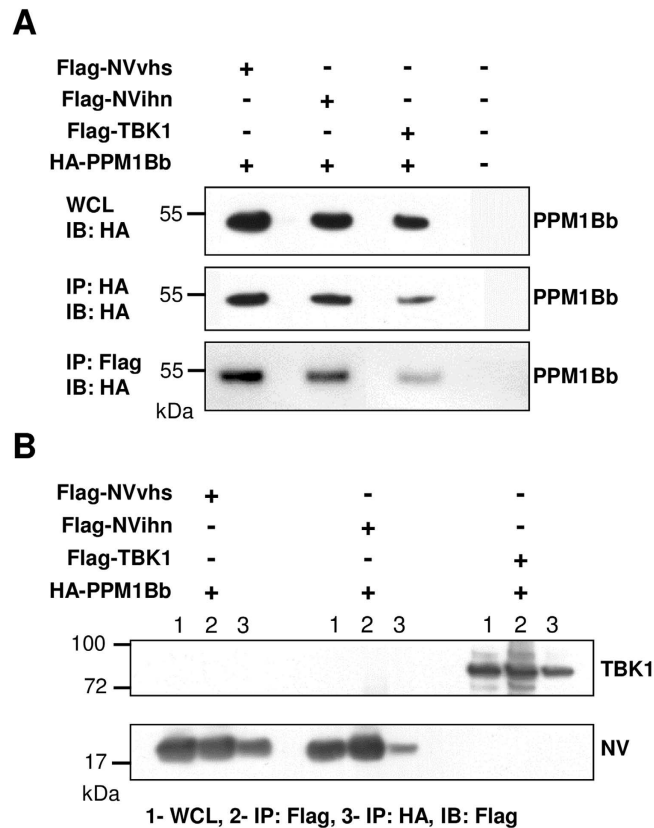 A
Flag-NVvhs + - - -
Flag-NVihn - + - -
Flag-TBK1 - - + -
HA-PPM1Bb + + + -
WCL
IB: HA
55
PPM1Bb
IP: HA
IB: HA
55
PPM1Bb
IP: Flag
IB: HA
55
PPM1Bb
kDa
B
Flag-NVvhs + - -
Flag-NVihn - + -
Flag-TBK1 - - +
HA-PPM1Bb + + +
1 2 3 1 2 3 1 2 3
100
72
TBK1
17
NV
kDa
1- WCL, 2- IP: Flag, 3- IP: HA, IB: Flag